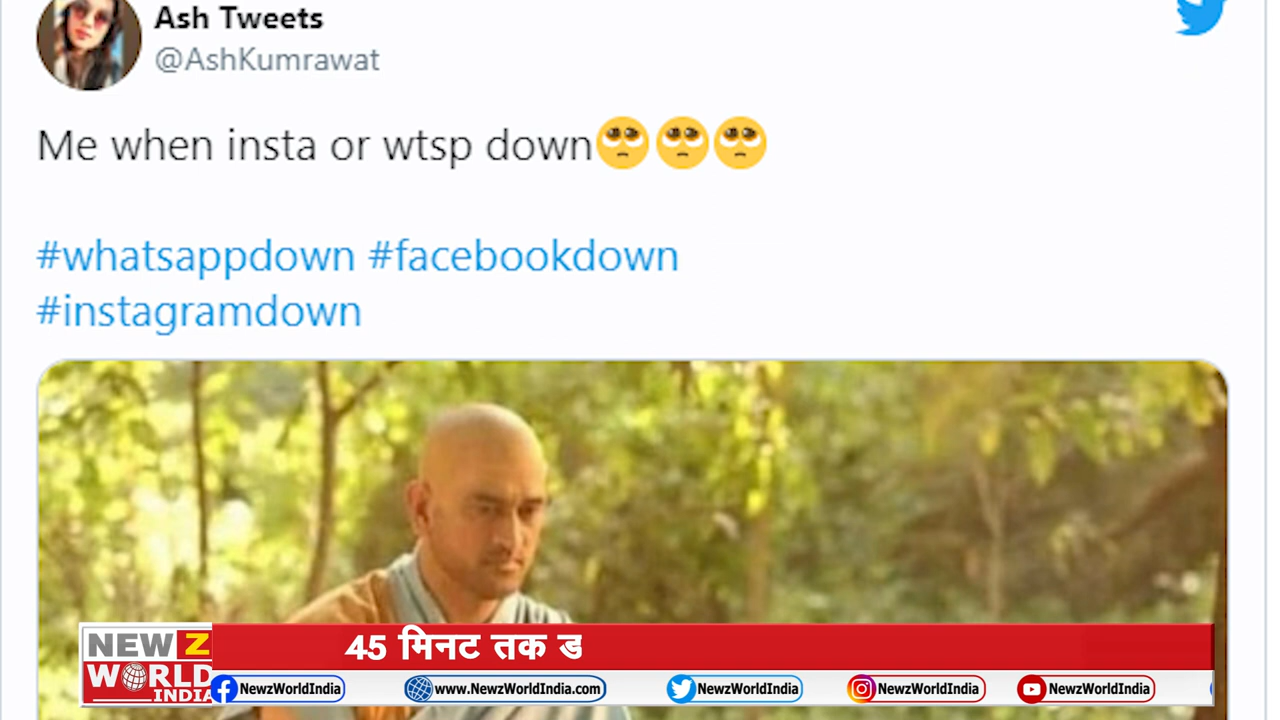 Ash Tweets
@AshKumrawat
Me when insta or wtsp down🥺🥺🥺
#whatsappdown #facebookdown
#instagramdown
NEWZ
WORLD
INDIA
45 मिनट तक ड
NewzWorldIndia
www.NewzWorldIndia.com
NewzWorldIndia
NewzWorldIndia
NewzWorldIndia